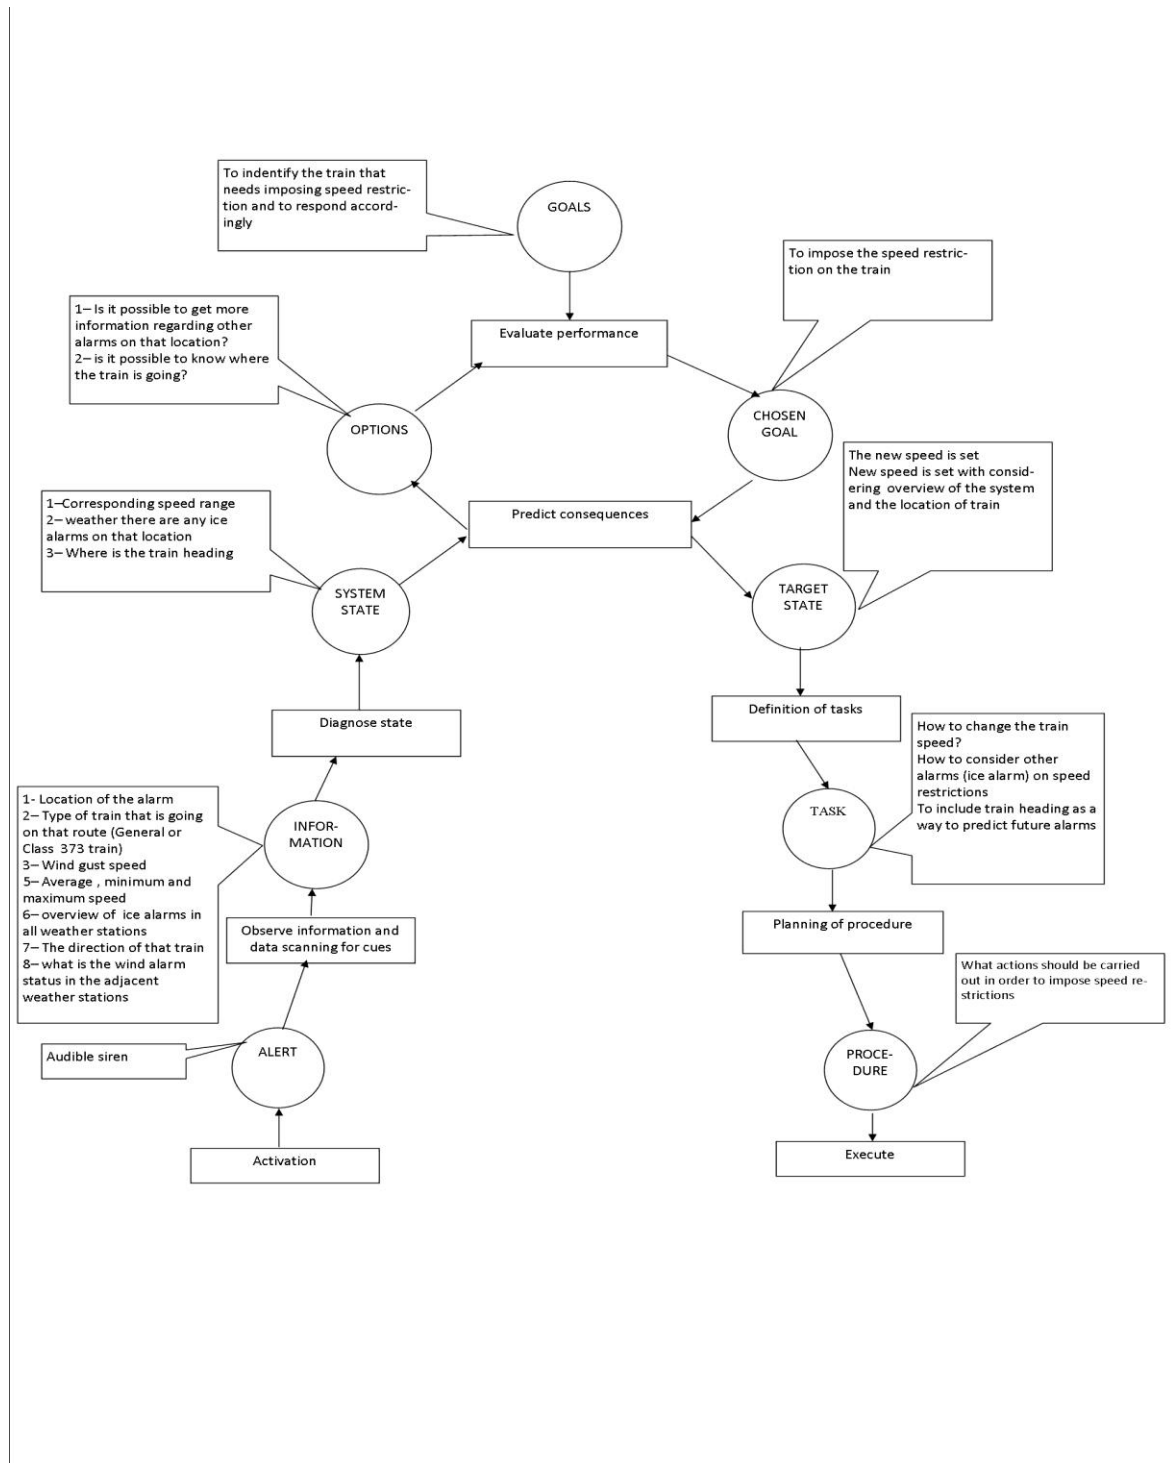 To indentify the train that
needs imposing speed restric-
tion and to respond accord-
ingly
GOALS
To impose the speed restric-
tion on the train
1– Is it possible to get more
information regarding other
alarms on that location?
2– is it possible to know where
the train is going?
Evaluate performance
OPTIONS
CHOSEN
GOAL
The new speed is set
New speed is set with consid-
ering overview of the system
and the location of train
1–Corresponding speed range
2– weather there are any ice
alarms on that location
3– Where is the train heading
Predict consequences
SYSTEM
STATE
TARGET
STATE
Diagnose state
Definition of tasks
How to change the train
speed?
How to consider other
alarms (ice alarm) on speed
restrictions
To include train heading as a
way to predict future alarms
1- Location of the alarm
2– Type of train that is going
on that route (General or
Class 373 train)
3– Wind gust speed
5– Average , minimum and
maximum speed
6– overview of ice alarms in
all weather stations
7– The direction of that train
8– what is the wind alarm
status in the adjacent
weather stations
INFOR-
MATION
TASK
Observe information and
data scanning for cues
Planning of procedure
What actions should be carried
out in order to impose speed re-
strictions
Audible siren
ALERT
PROCE-
DURE
Activation
Execute